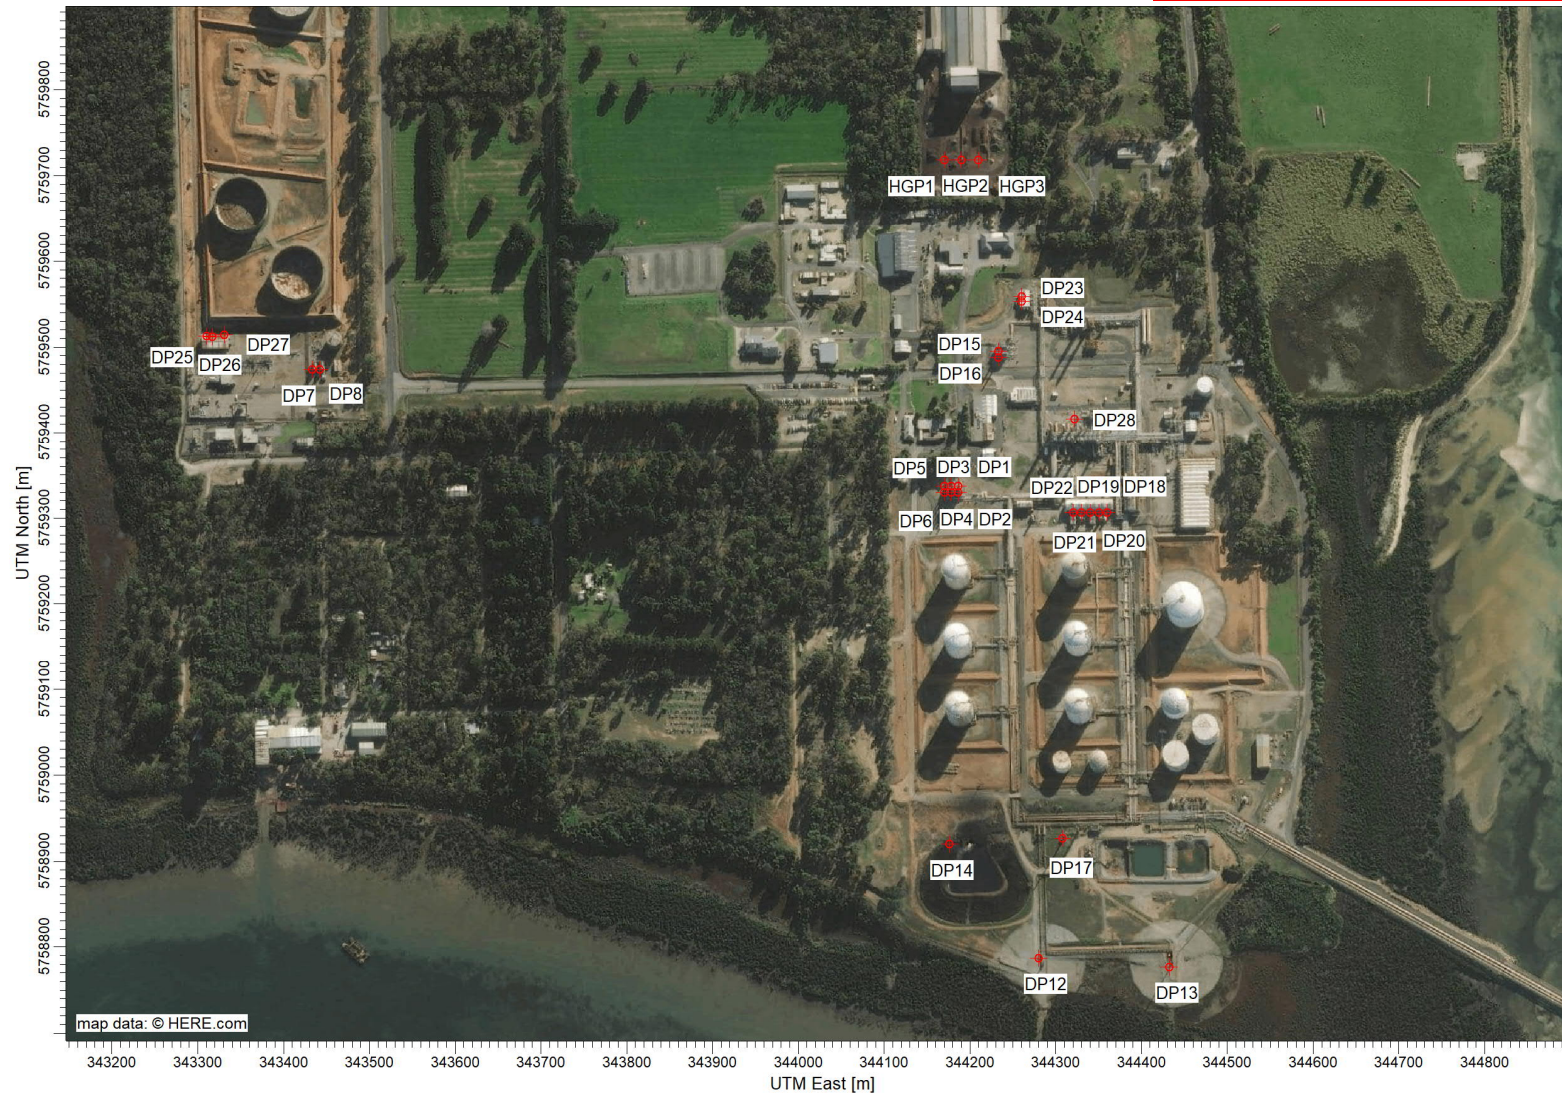 5759800
5759700
5759600
5759500
5759400
5759300
5759200
5759100
5759000
5758900
5758800
UTM North [m]
HGP1 HGP2 HGP3
DP23
DP24
DP15
DP16
DP25 DP26 DP27
DP7 DP8
DP28
DP5 DP3 DP1
DP6 DP4 DP2
DP22 DP19 DP18
DP21 DP20
DP14
DP17
DP12
DP13
map data: © HERE.com
343200 343300 343400 343500 343600 343700 343800 343900 344000 344100 344200 344300 344400 344500 344600 344700 344800
UTM East [m]